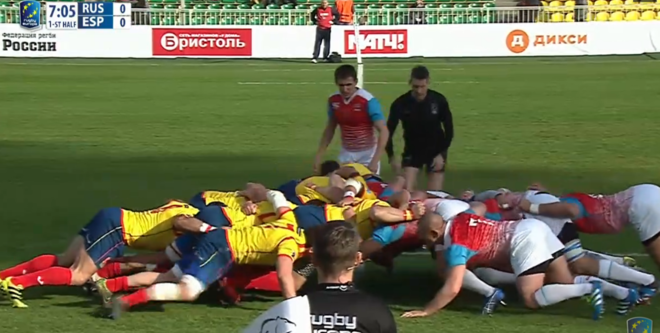 7:05
1-ST HALF
RUS 0
ESP 0
Федерация регби
России
Бристоль
МАТЧ!
ДИКСИ
rugby